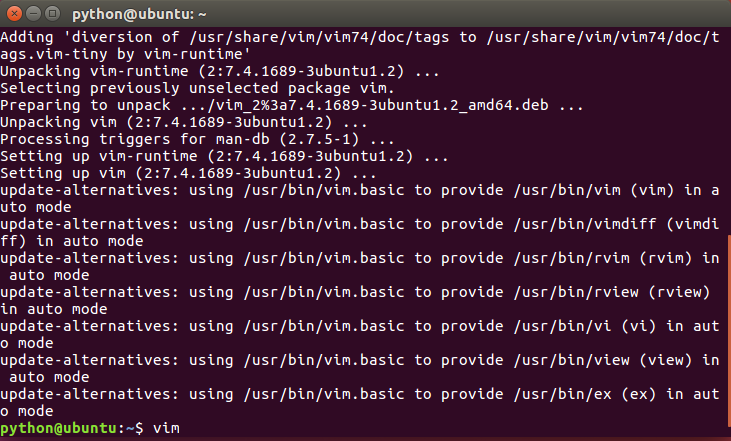 python@ubuntu: ~
Adding 'diversion of /usr/share/vim/vim74/doc/tags to /usr/share/vim/vim74/doc/t
ags.vim-tiny by vim-runtime'
Unpacking vim-runtime (2:7.4.1689-3ubuntu1.2) ...
Selecting previously unselected package vim.
Preparing to unpack .../vim_2%3a7.4.1689-3ubuntu1.2_amd64.deb ...
Unpacking vim (2:7.4.1689-3ubuntu1.2) ...
Processing triggers for man-db (2.7.5-1) ...
Setting up vim-runtime (2:7.4.1689-3ubuntu1.2) ...
Setting up vim (2:7.4.1689-3ubuntu1.2) ...
update-alternatives: using /usr/bin/vim.basic to provide /usr/bin/vim (vim) in a
uto mode
update-alternatives: using /usr/bin/vim.basic to provide /usr/bin/vimdiff (vimdi
ff) in auto mode
update-alternatives: using /usr/bin/vim.basic to provide /usr/bin/rvim (rvim) in
 auto mode
update-alternatives: using /usr/bin/vim.basic to provide /usr/bin/rview (rview)
in auto mode
update-alternatives: using /usr/bin/vim.basic to provide /usr/bin/vi (vi) in aut
o mode
update-alternatives: using /usr/bin/vim.basic to provide /usr/bin/view (view) in
 auto mode
update-alternatives: using /usr/bin/vim.basic to provide /usr/bin/ex (ex) in aut
o mode
python@ubuntu:~$ vim